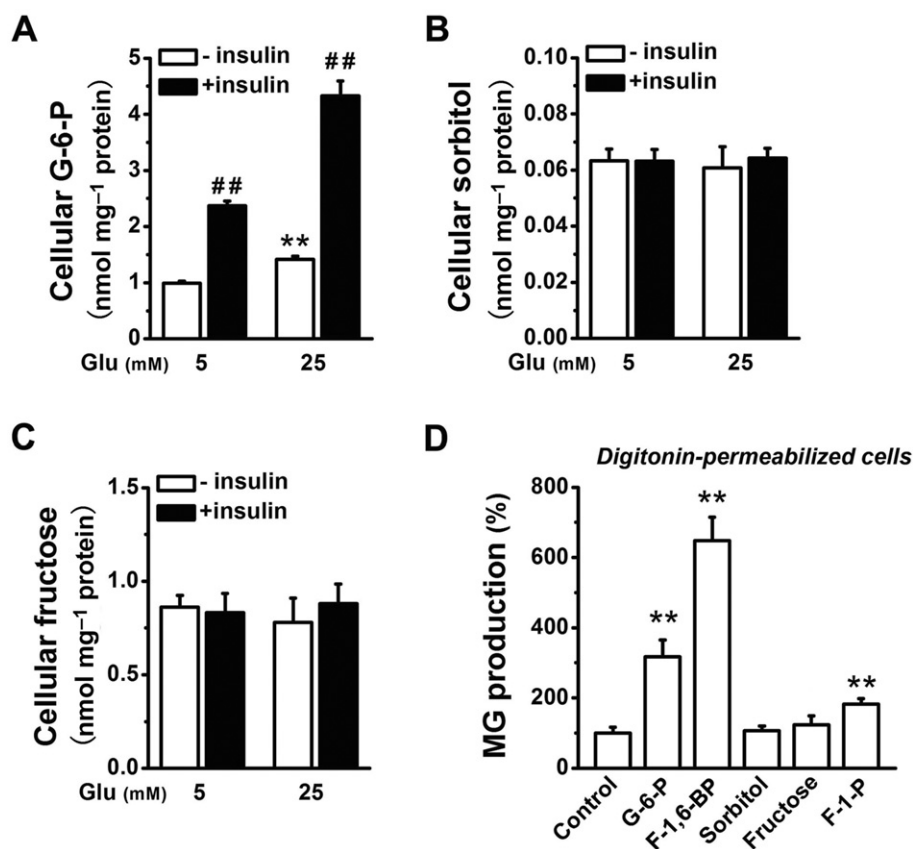 A
Cellular G-6-P
(nmol mg⁻¹ protein)
- insulin
+insulin
5
4
3
2
1
0
##
**
##
Glu (mM) 5 25
B
Cellular sorbitol
(nmol mg⁻¹ protein)
- insulin
+insulin
0.10
0.08
0.06
0.04
0.02
0.00
Glu (mM) 5 25
C
Cellular fructose
(nmol mg⁻¹ protein)
- insulin
+insulin
1.5
1.0
0.5
0.0
Glu (mM) 5 25
D
Digitonin-permeabilized cells
MG production (%)
800
600
400
200
0
**
**
**
Control
G-6-P
F-1,6-BP
Sorbitol
Fructose
F-1-P